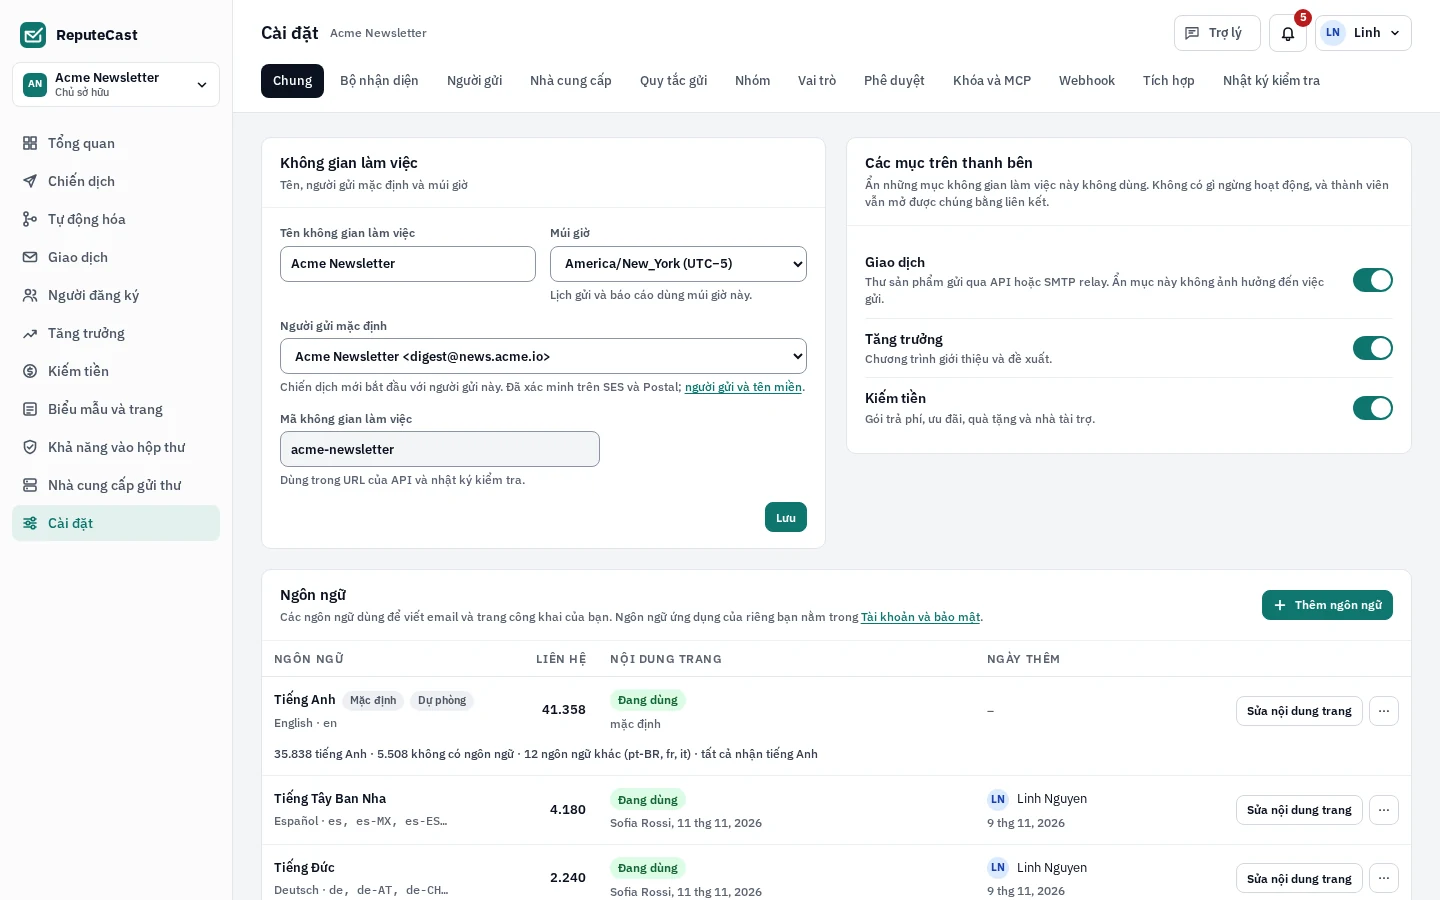 ReputeCast
AN
Acme Newsletter
Chủ sở hữu
Tổng quan
Chiến dịch
Tự động hóa
Giao dịch
Người đăng ký
Tăng trưởng
Kiếm tiền
Biểu mẫu và trang
Khả năng vào hộp thư
Nhà cung cấp gửi thư
Cài đặt
Cài đặt Acme Newsletter
Trợ lý
5
LN Linh
Chung Bộ nhận diện Người gửi Nhà cung cấp Quy tắc gửi Nhóm Vai trò Phê duyệt Khóa và MCP Webhook Tích hợp Nhật ký kiểm tra
Không gian làm việc
Tên, người gửi mặc định và múi giờ
Tên không gian làm việc
Acme Newsletter
Múi giờ
America/New_York (UTC−5)
Lịch gửi và báo cáo dùng múi giờ này.
Người gửi mặc định
Acme Newsletter <digest@news.acme.io>
Chiến dịch mới bắt đầu với người gửi này. Đã xác minh trên SES và Postal; người gửi và tên miền.
Mã không gian làm việc
acme-newsletter
Dùng trong URL của API và nhật ký kiểm tra.
Lưu
Các mục trên thanh bên
Ẩn những mục không gian làm việc này không dùng. Không có gì ngừng hoạt động, và thành viên
vẫn mở được chúng bằng liên kết.
Giao dịch
Thư sản phẩm gửi qua API hoặc SMTP relay. Ẩn mục này không ảnh hưởng đến việc
gửi.
Tăng trưởng
Chương trình giới thiệu và đề xuất.
Kiếm tiền
Gói trả phí, ưu đãi, quà tặng và nhà tài trợ.
Ngôn ngữ
Các ngôn ngữ dùng để viết email và trang công khai của bạn. Ngôn ngữ ứng dụng của riêng bạn nằm trong Tài khoản và bảo mật.
Thêm ngôn ngữ
NGÔN NGỮ LIÊN HỆ NỘI DUNG TRANG NGÀY THÊM
Tiếng Anh Mặc định Dự phòng
English · en
41.358
Đang dùng
mặc định
–
Sửa nội dung trang ···
35.838 tiếng Anh · 5.508 không có ngôn ngữ · 12 ngôn ngữ khác (pt-BR, fr, it) · tất cả nhận tiếng Anh
Tiếng Tây Ban Nha
Español · es, es-MX, es-ES…
4.180
Đang dùng
Sofia Rossi, 11 thg 11, 2026
LN Linh Nguyen
9 thg 11, 2026
Sửa nội dung trang ···
Tiếng Đức
Deutsch · de, de-AT, de-CH…
2.240
Đang dùng
Sofia Rossi, 11 thg 11, 2026
LN Linh Nguyen
9 thg 11, 2026
Sửa nội dung trang ···